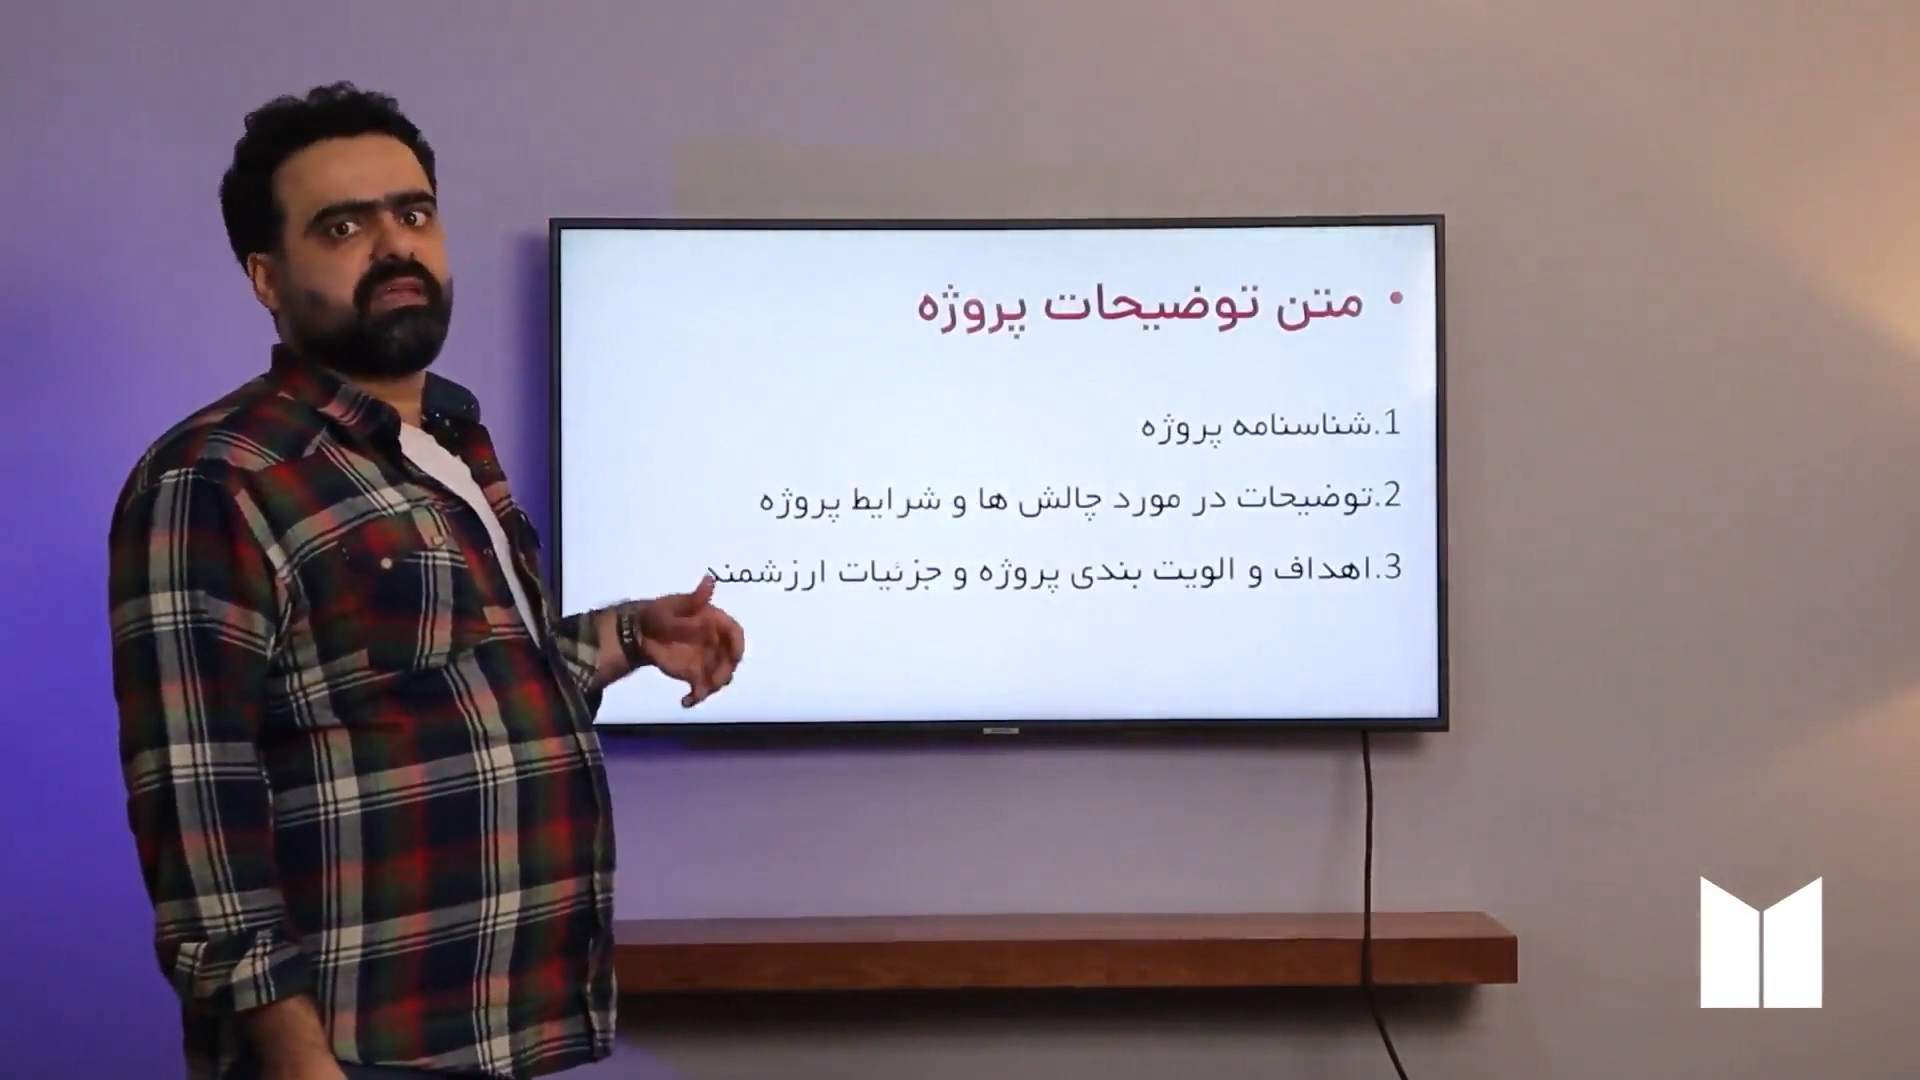 • متن توضیحات پروژه
1.شناسنامه پروژه
2.توضیحات در مورد چالش ها و شرایط پروژه
3.اهداف و الویت بندی پروژه و جزئیات ارزشمند